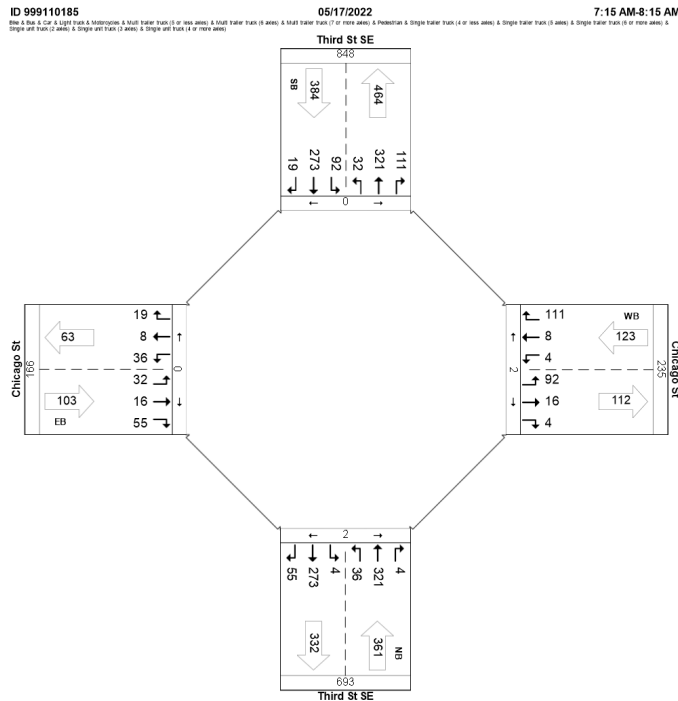 ID 999110185 05/17/2022 7:15 AM-8:15 AM
Bike & Bus & Car & Light truck & Motorcycles & Multi trailer truck (5 or less axles) & Multi trailer truck (6 axles) & Multi trailer truck (7 or more axles) & Pedestrian & Single trailer truck (4 or less axles) & Single trailer truck (5 axles) & Single trailer truck (6 or more axles) &
Single unit truck (2 axles) & Single unit truck (3 axles) & Single unit truck (4 or more axles)
Third St SE
848
SB 384 464
19 273 92 32 321 111
← 0 →
Chicago St
166
63
103
EB
19
8
36
32
16
55
↑ 0 ↓
↑ 2 ↓
111
8
4
92
16
4
WB
123
112
235
Chicago St
← 2 →
55 273 4 36 321 4
332 361 NB
693
Third St SE